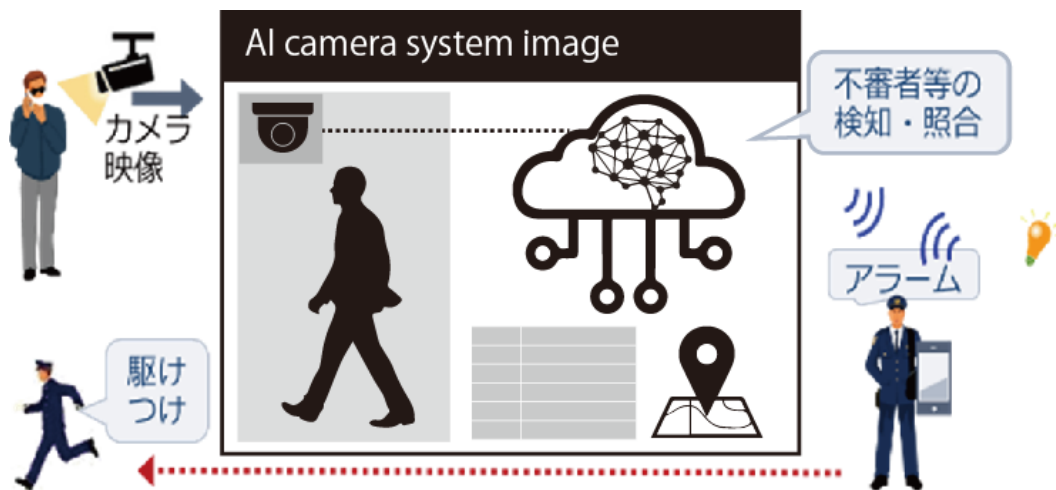 AI camera system image
カメラ
映像
不審者等の
検知・照合
アラーム
駆け
つけ